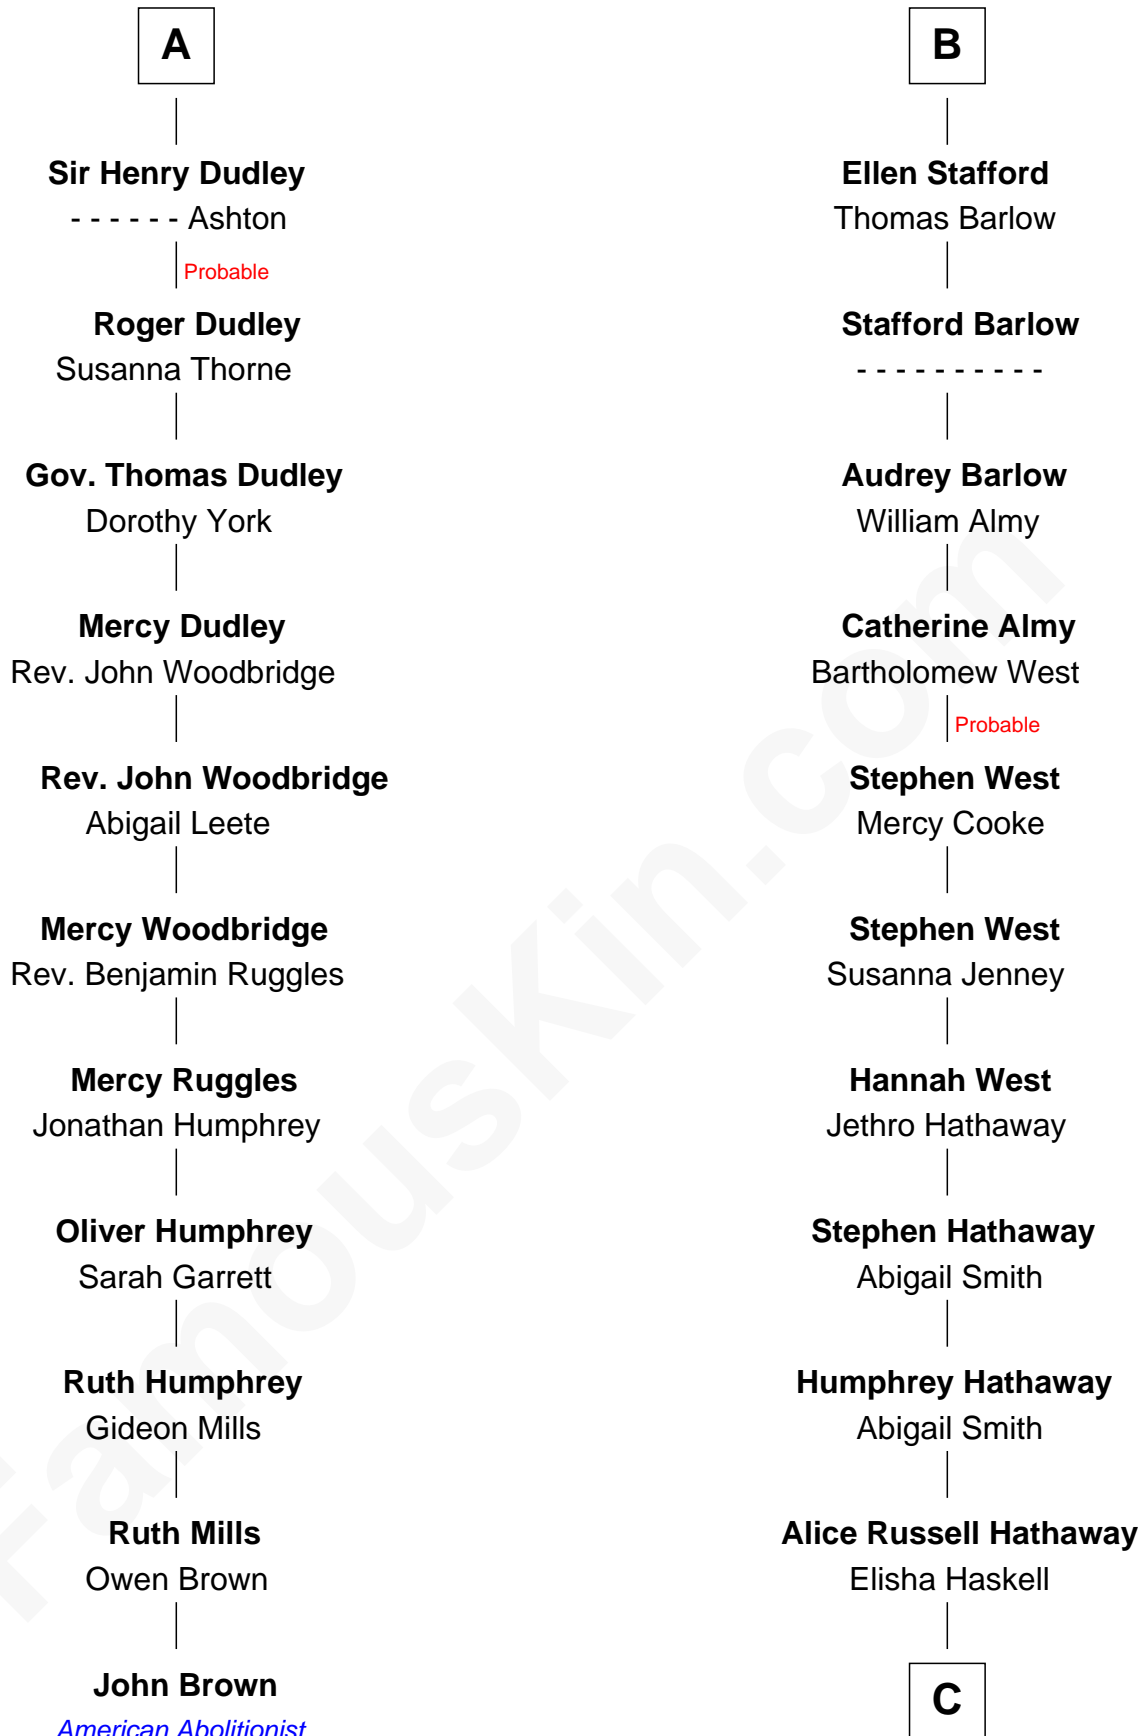 A
Sir Henry Dudley
- - - - - - Ashton
Probable
Roger Dudley
Susanna Thorne
Gov. Thomas Dudley
Dorothy York
Mercy Dudley
Rev. John Woodbridge
Rev. John Woodbridge
Abigail Leete
Mercy Woodbridge
Rev. Benjamin Ruggles
Mercy Ruggles
Jonathan Humphrey
Oliver Humphrey
Sarah Garrett
Ruth Humphrey
Gideon Mills
Ruth Mills
Owen Brown
John Brown
American Abolitionist
B
Ellen Stafford
Thomas Barlow
Stafford Barlow
- - - - - - - - - -
Audrey Barlow
William Almy
Catherine Almy
Bartholomew West
Probable
Stephen West
Mercy Cooke
Stephen West
Susanna Jenney
Hannah West
Jethro Hathaway
Stephen Hathaway
Abigail Smith
Humphrey Hathaway
Abigail Smith
Alice Russell Hathaway
Elisha Haskell
C
FamousKin.com